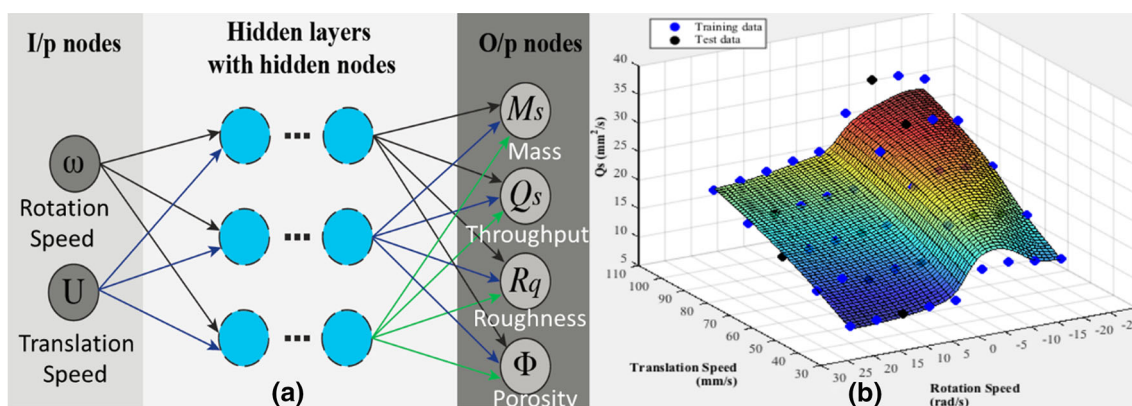 I/p nodes
Hidden layers
with hidden nodes
O/p nodes
ω
Rotation
Speed
U
Translation
Speed
Ms
Mass
Qs
Throughput
Rq
Roughness
Φ
Porosity
(a)
Training data
Test data
40
35
30
25
20
15
10
5
Qs (mm²/s)
110
100
90
80
70
60
50
40
30
Translation Speed
(mm/s)
30
25
20
15
10
5
0
-5
-10
-15
-20
Rotation Speed
(rad/s)
(b)